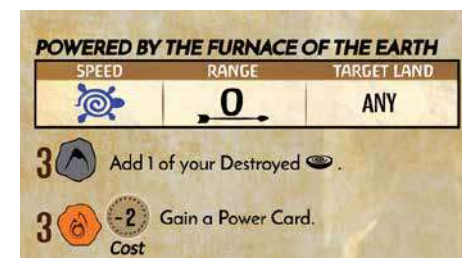 POWERED BY THE FURNACE OF THE EARTH
SPEED RANGE TARGET LAND
0 ANY
3 Add 1 of your Destroyed .
3 -2 Gain a Power Card.
Cost